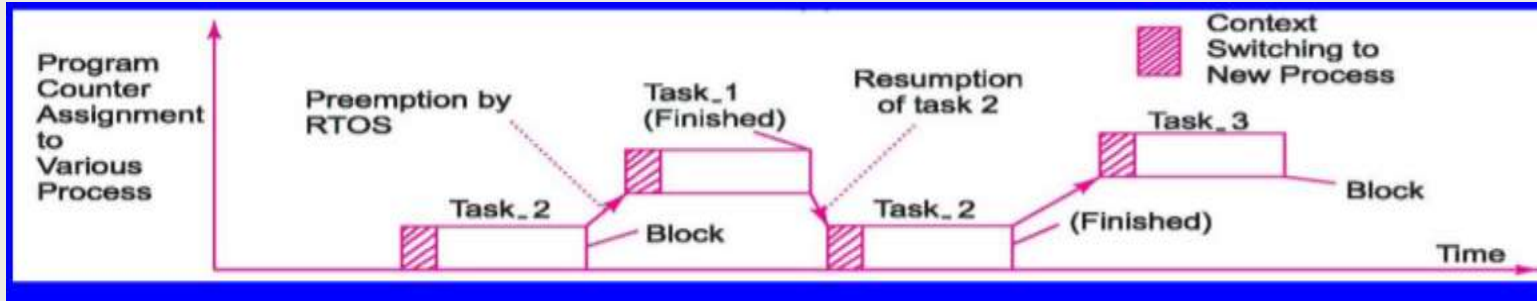 Program
Counter
Assignment
to
Various
Process
Preemption by
RTOS
Task_1
(Finished)
Resumption
of task 2
Context
Switching to
New Process
Task_2
Block
Task_2
(Finished)
Task_3
Block
Time